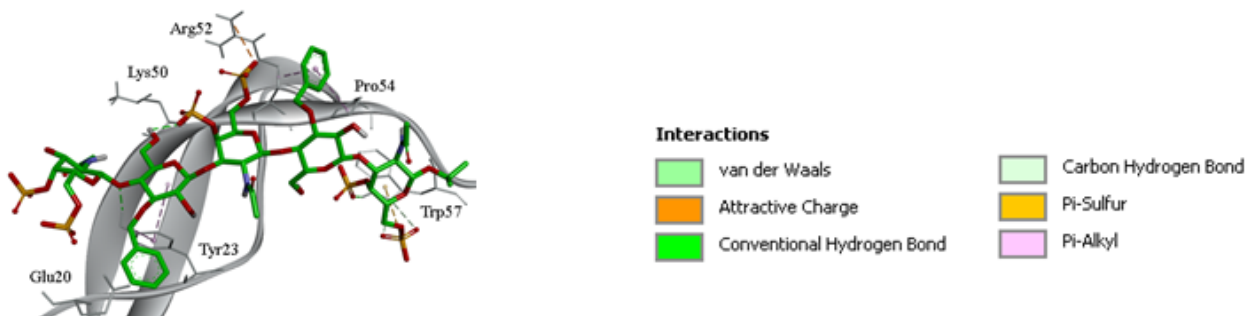 Arg52
Lys50
Pro54
Trp57
Tyr23
Glu20
Interactions
van der Waals
Attractive Charge
Conventional Hydrogen Bond
Carbon Hydrogen Bond
Pi-Sulfur
Pi-Alkyl